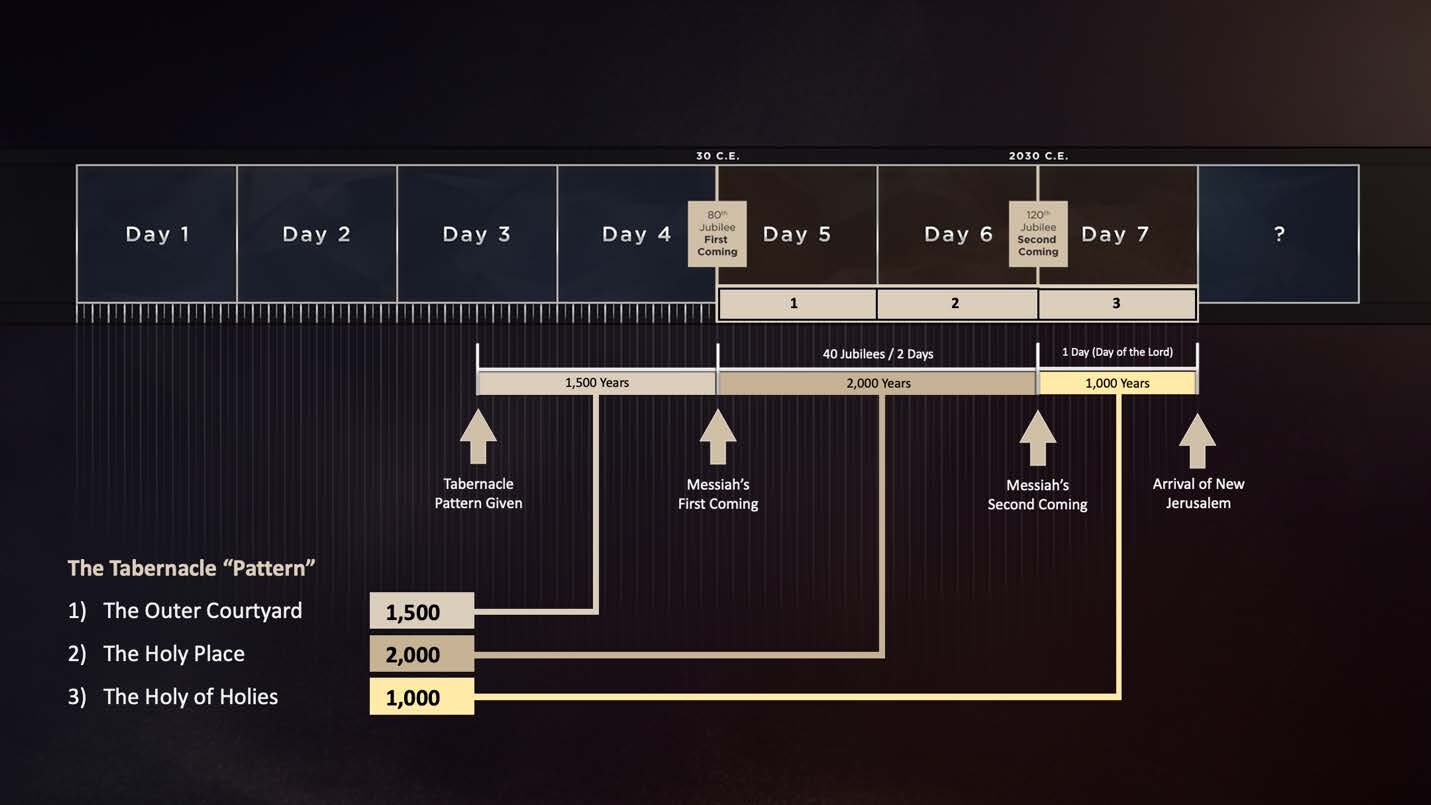 30 C.E.
2030 C.E.
Day 1
Day 2
Day 3
Day 4
80th
Jubilee
First
Coming
Day 5
Day 6
120th
Jubilee
Second
Coming
Day 7
?
1
2
3
40 Jubilees / 2 Days
1 Day (Day of the Lord)
1,500 Years
2,000 Years
1,000 Years
Tabernacle
Pattern Given
Messiah’s
First Coming
Messiah’s
Second Coming
Arrival of New
Jerusalem
The Tabernacle “Pattern”
1) The Outer Courtyard
1,500
2) The Holy Place
2,000
3) The Holy of Holies
1,000